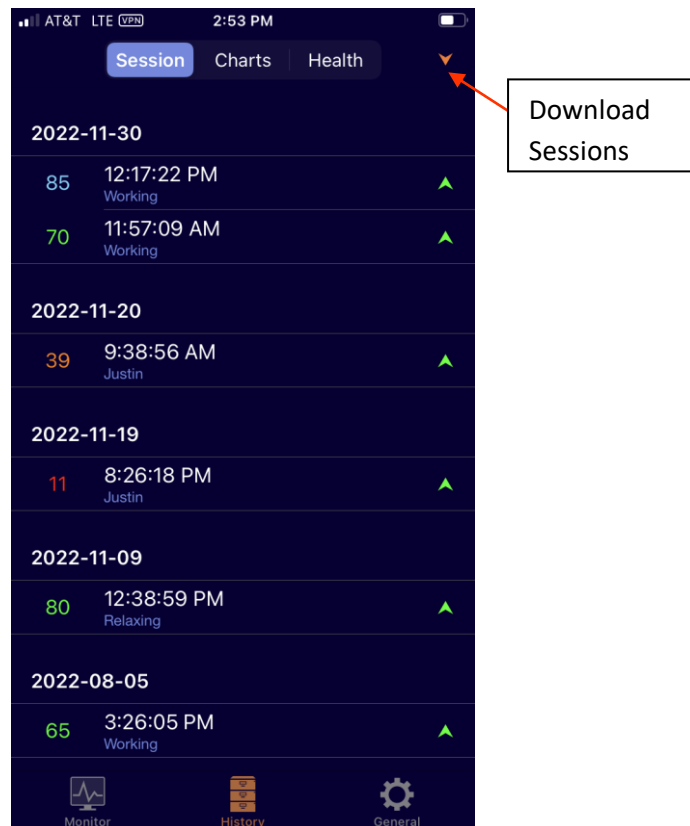 AT&T LTE VPN 2:53 PM
Session Charts Health
Download
Sessions
2022-11-30
85 12:17:22 PM
Working
70 11:57:09 AM
Working
2022-11-20
39 9:38:56 AM
Justin
2022-11-19
11 8:26:18 PM
Justin
2022-11-09
80 12:38:59 PM
Relaxing
2022-08-05
65 3:26:05 PM
Working
Monitor History General